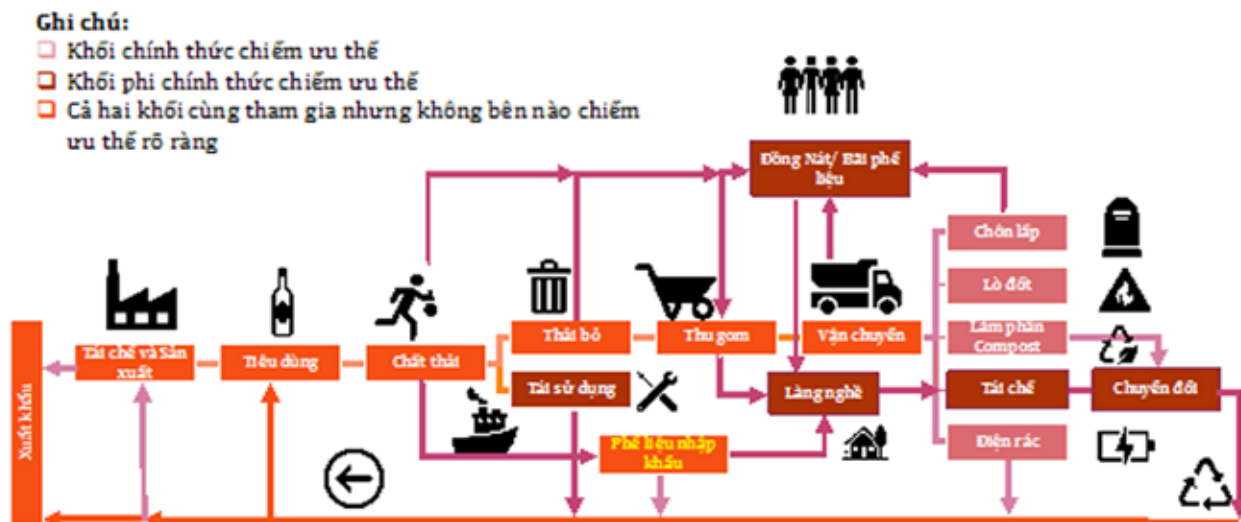 Ghi chú:
Khối chính thức chiếm ưu thế
Khối phi chính thức chiếm ưu thế
Cả hai khối cùng tham gia nhưng không bên nào chiếm
ưu thế rõ ràng
Đồng Nát/ Bãi phế
liệu
Chôn lấp
Lò đốt
Thải bỏ
Thu gom
Vận chuyển
Làm phân
Compost
Tái chế và Sản
xuất
Tiêu dùng
Chất thải
Tái sử dụng
Làng nghề
Tái chế
Chuyển đổi
Xuất khẩu
Phế liệu nhập
khẩu
Điện rác